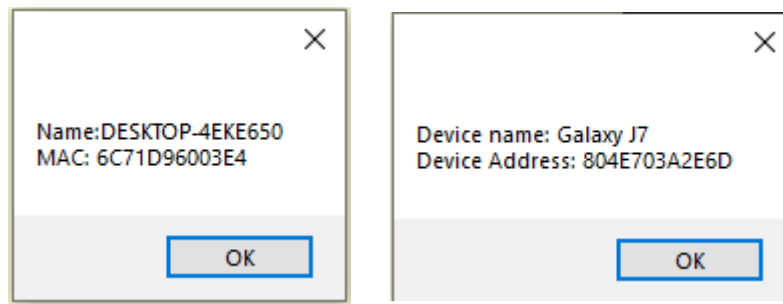 Name:DESKTOP-4EKE650
MAC: 6C71D96003E4
OK
Device name: Galaxy J7
Device Address: 804E703A2E6D
OK